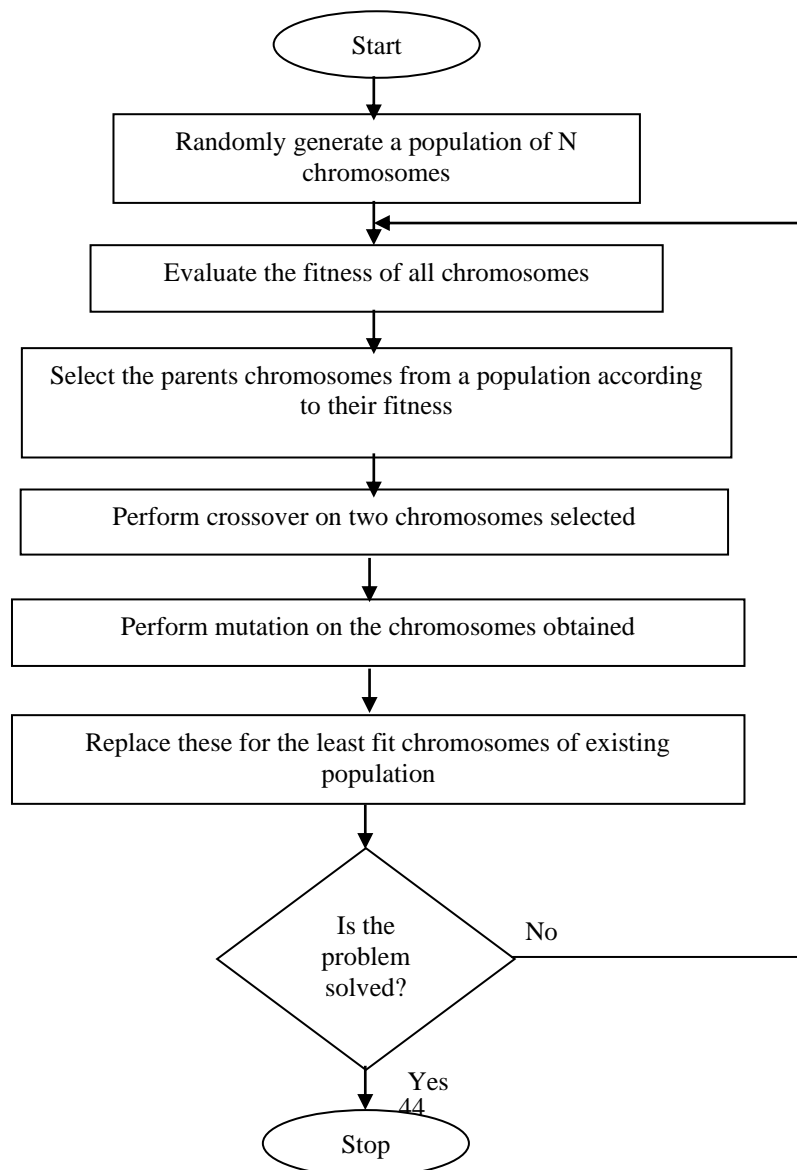 Start
Randomly generate a population of N
chromosomes
Evaluate the fitness of all chromosomes
Select the parents chromosomes from a population according
to their fitness
Perform crossover on two chromosomes selected
Perform mutation on the chromosomes obtained
Replace these for the least fit chromosomes of existing
population
Is the
problem
solved?
No
Yes
44
Stop